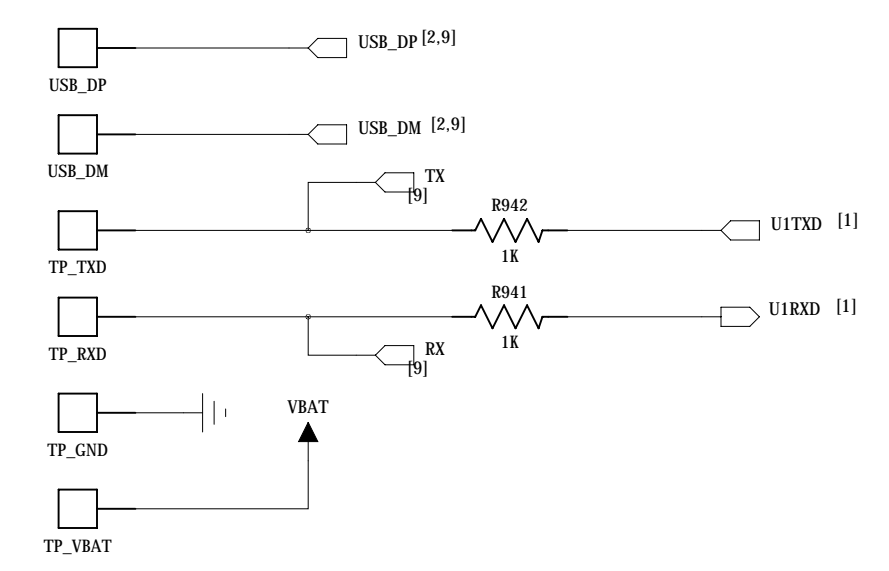 USB_DP [2,9]
USB_DP
USB_DM [2,9]
USB_DM
TX
[9]
R942
U1TXD [1]
1K
TP_TXD
R941
U1RXD [1]
1K
TP_RXD
RX
[9]
VBAT
TP_GND
TP_VBAT